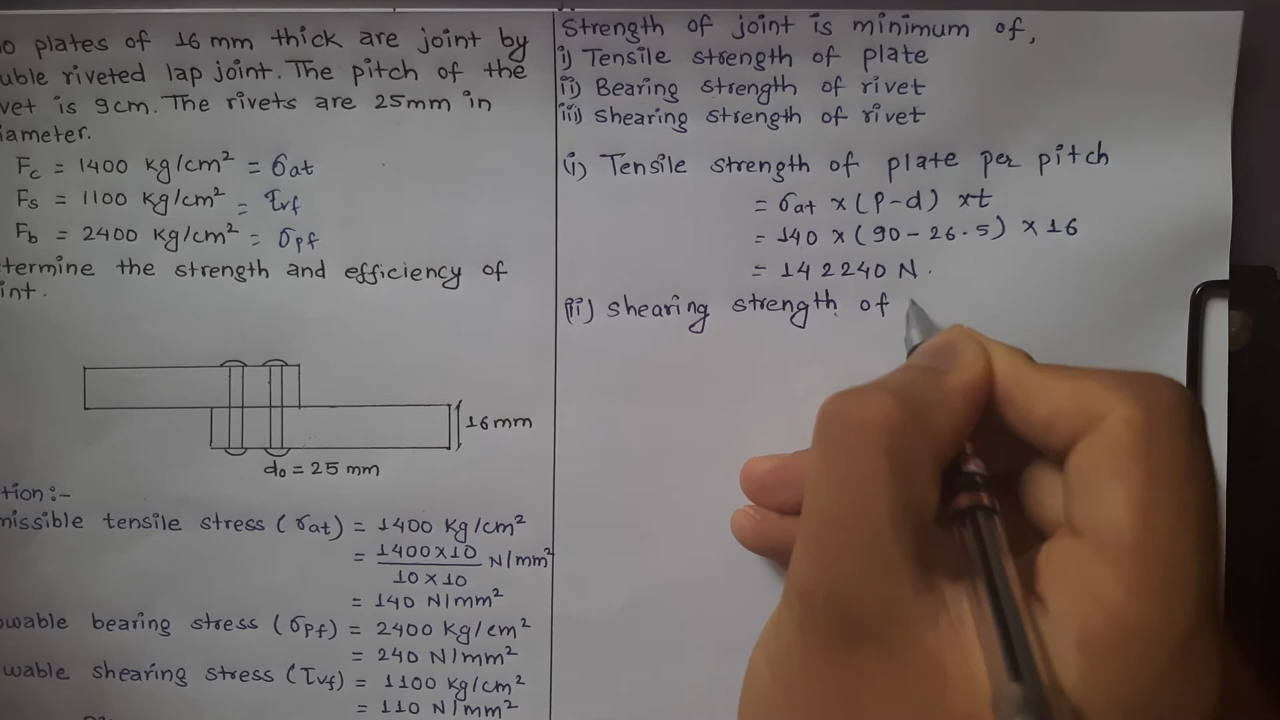 o plates of 16 mm thick are joint by
uble riveted lap joint. The pitch of the
vet is 9cm. The rivets are 25mm in
iameter.
Fc = 1400 kg/cm² = σat
Fs = 1100 kg/cm² = τvf
Fb = 2400 kg/cm² = σpf
termine the strength and efficiency of
int.
16 mm
do = 25 mm
tion:-
missible tensile stress (σat) = 1400 kg/cm²
= 1400×10 / 10×10 N/mm²
= 140 N/mm²
owable bearing stress (σpf) = 2400 kg/cm²
= 240 N/mm²
wable shearing stress (τvf) = 1100 kg/cm²
= 110 N/mm²
Strength of joint is minimum of,
i) Tensile strength of plate
ii) Bearing strength of rivet
iii) shearing strength of rivet
(i) Tensile strength of plate per pitch
= σat × (P-d) × t
= 140 × (90 - 26.5) × 16
= 142240 N.
(ii) shearing strength of